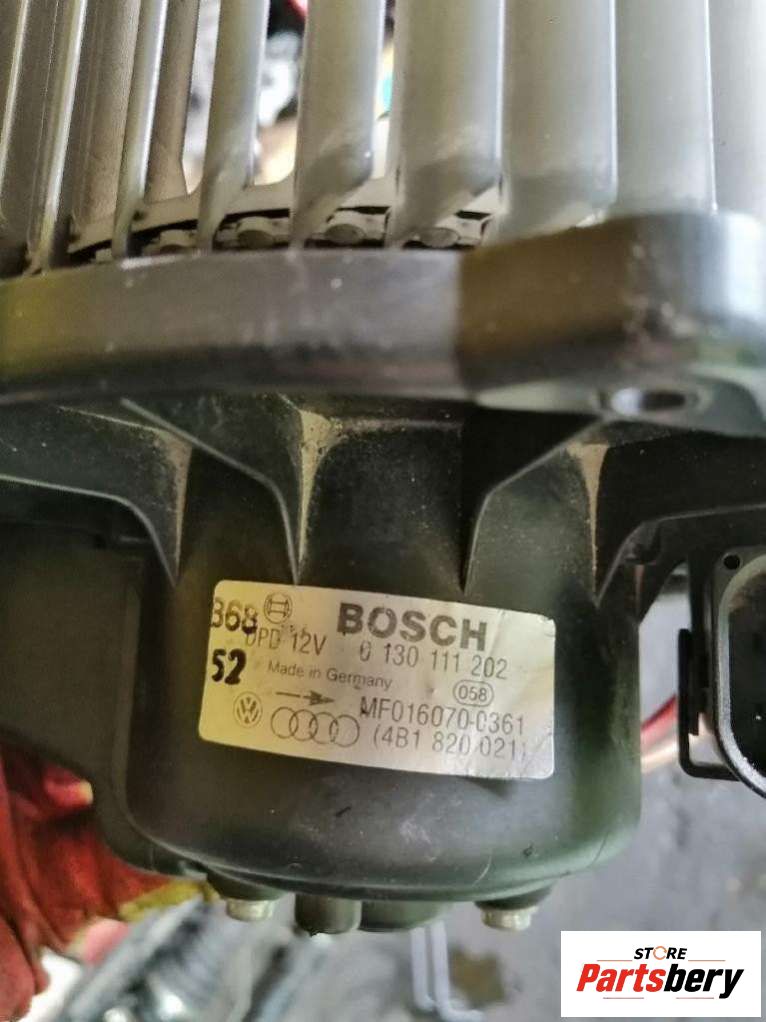 368 BOSCH
DPD 12V 0 130 111 202
52 Made in Germany 058
MF016070-0361
(4B1 820 021)
STORE
Partsbery